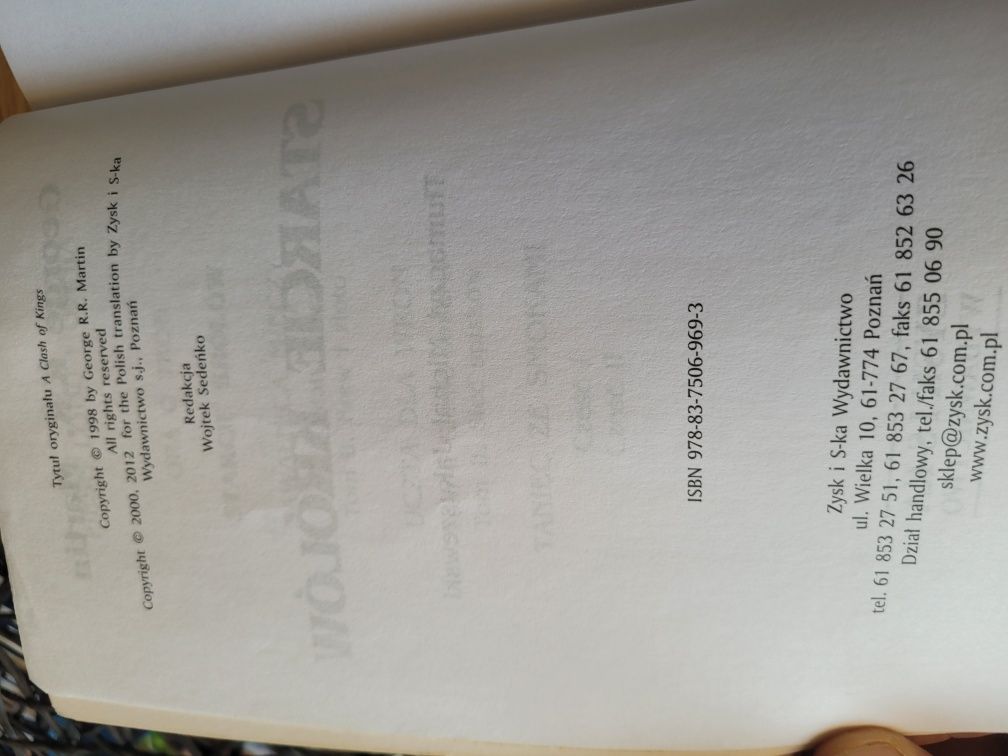 Tytuł oryginału A Clash of Kings
Copyright © 1998 by George R.R. Martin
All rights reserved
Copyright © 2000, 2012 for the Polish translation by Zysk i S-ka
Wydawnictwo s.j., Poznań
Redakcja
Wojtek Sedeńko
ISBN 978-83-7506-969-3
Zysk i S-ka Wydawnictwo
ul. Wielka 10, 61-774 Poznań
tel. 61 853 27 51, 61 853 27 67, faks 61 852 63 26
Dział handlowy, tel./faks 61 855 06 90
sklep@zysk.com.pl
www.zysk.com.pl
STARCIE KRÓLÓW